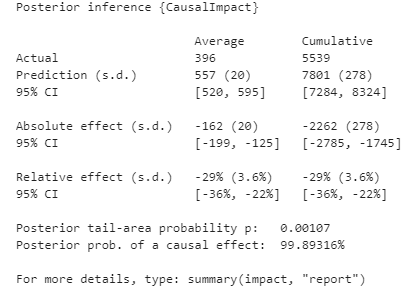 Posterior inference {CausalImpact}
Average Cumulative
Actual 396 5539
Prediction (s.d.) 557 (20) 7801 (278)
95% CI [520, 595] [7284, 8324]
Absolute effect (s.d.) -162 (20) -2262 (278)
95% CI [-199, -125] [-2785, -1745]
Relative effect (s.d.) -29% (3.6%) -29% (3.6%)
95% CI [-36%, -22%] [-36%, -22%]
Posterior tail-area probability p: 0.00107
Posterior prob. of a causal effect: 99.89316%
For more details, type: summary(impact, "report")